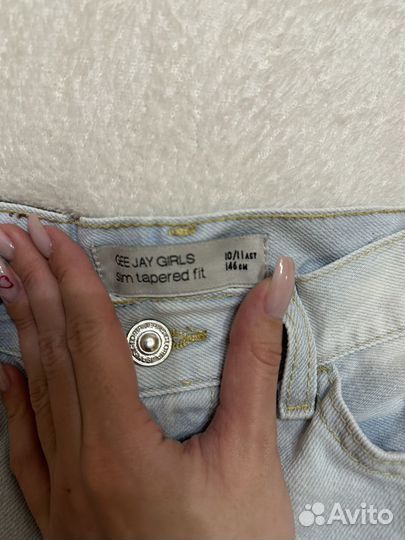 GEE JAY GIRLS 10/11 ЛЕТ
slim tapered fit 146 СМ
Avito